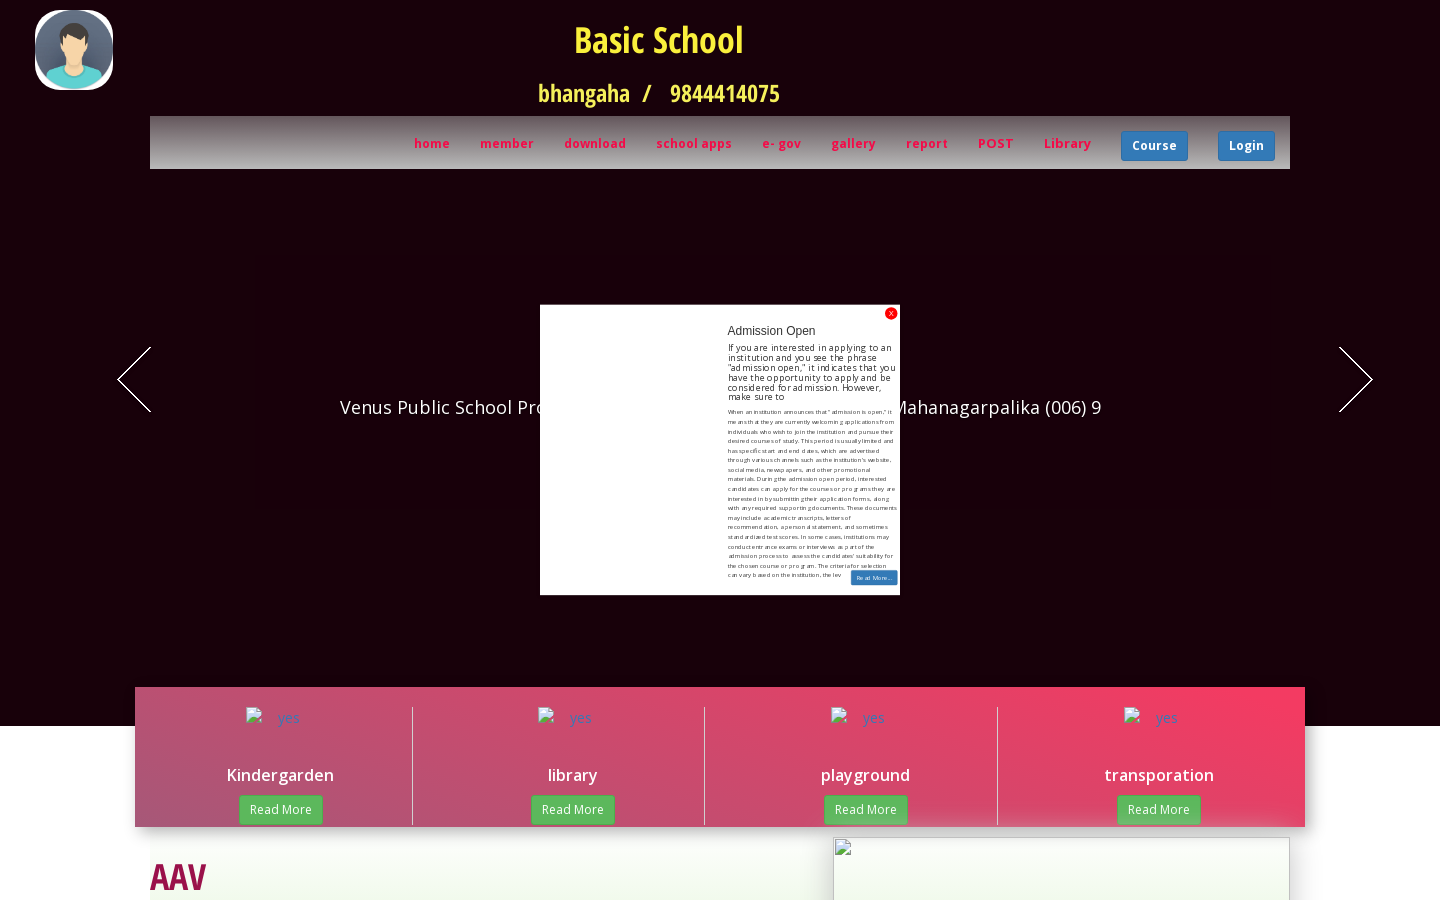 Basic School
bhangaha / 9844414075
home member download school apps e- gov gallery report POST Library Course Login
X
Admission Open
If you are interested in applying to an
institution and you see the phrase
"admission open," it indicates that you
have the opportunity to apply and be
considered for admission. However,
make sure to
When an institution announces that "admission is open," it
means that they are currently welcoming applications from
individuals who wish to join the institution and pursue their
desired courses of study. This period is usually limited and
has specific start and end dates, which are advertised
through various channels such as the institution's website,
social media, newspapers, and other promotional
materials. During the admission open period, interested
candidates can apply for the courses or programs they are
interested in by submitting their application forms, along
with any required supporting documents. These documents
may include academic transcripts, letters of
recommendation, a personal statement, and sometimes
standardized test scores. In some cases, institutions may
conduct entrance exams or interviews as part of the
admission process to assess the candidates' suitability for
the chosen course or program. The criteria for selection
can vary based on the institution, the lev
Read More...
Venus Public School Pro Mahanagarpalika (006) 9
yes yes yes yes
Kindergarden library playground transporation
Read More Read More Read More Read More
AAV